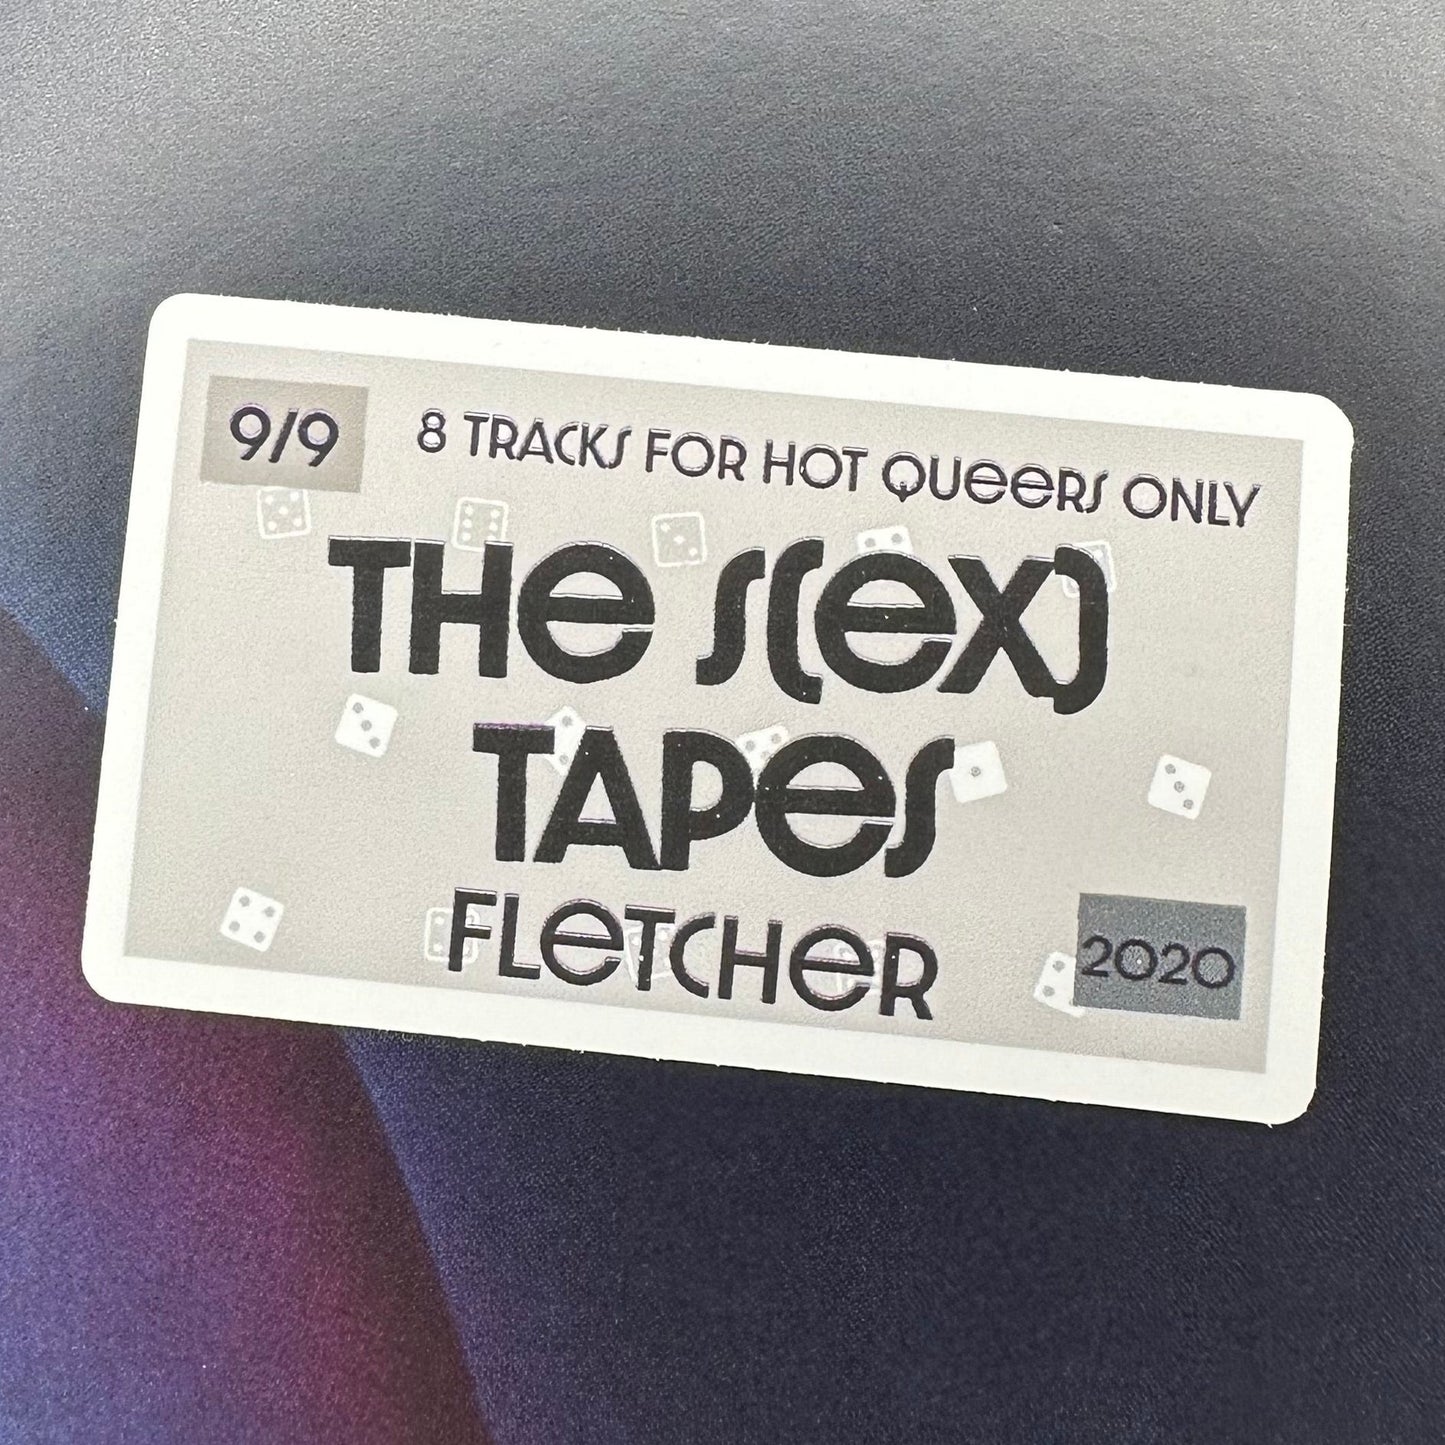 9/9
8 TRACKS FOR HOT QUEERS ONLY
THE S(EX)
TAPES
FLETCHER
2020